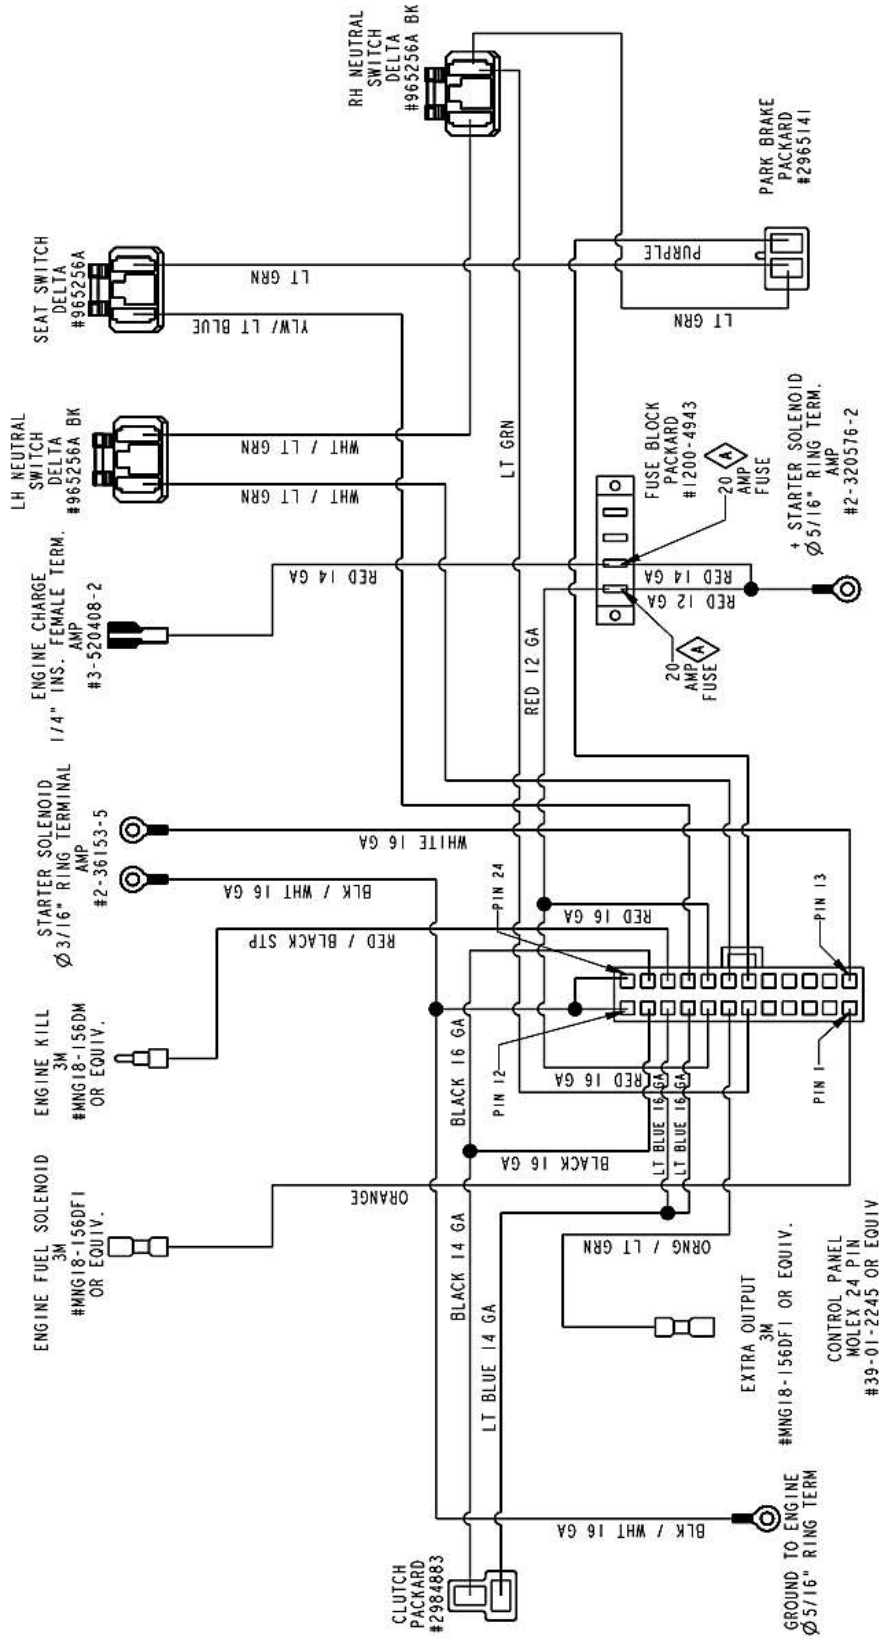 RH NEUTRAL
SWITCH
DELTA
#965256A BK
SEAT SWITCH
DELTA
#965256A
LH NEUTRAL
SWITCH
DELTA
#965256A BK
ENGINE CHARGE
1/4" INS. FEMALE TERM.
AMP
#3-520408-2
STARTER SOLENOID
Ø3/16" RING TERMINAL
AMP
#2-36153-5
ENGINE KILL
3M
#MNG18-156DM
OR EQUIV.
ENGINE FUEL SOLENOID
3M
#MNG18-156DF1
OR EQUIV.
LT GRN
YLW/ LT BLUE
WHT / LT GRN
WHT / LT GRN
RED 14 GA
WHITE 16 GA
BLK / WHT 16 GA
RED / BLACK STP
ORANGE
LT GRN
PURPLE
LT GRN
PARK BRAKE
PACKARD
#2965141
FUSE BLOCK
PACKARD
#1200-4943
20
AMP
FUSE
A
20
AMP
FUSE
A
RED 14 GA
RED 12 GA
+ STARTER SOLENOID
Ø5/16" RING TERM.
AMP
#2-320576-2
RED 12 GA
PIN 24
RED 16 GA
PIN 13
PIN 12
RED 16 GA
PIN 1
BLACK 16 GA
BLACK 16 GA
LT BLUE 16 GA
LT BLUE 16 GA
BLACK 14 GA
LT BLUE 14 GA
ORNG / LT GRN
EXTRA OUTPUT
3M
#MNG18-156DF1 OR EQUIV.
CONTROL PANEL
MOLEX 24 PIN
#39-01-2245 OR EQUIV
CLUTCH
PACKARD
#2984883
BLK / WHT 16 GA
GROUND TO ENGINE
Ø5/16" RING TERM